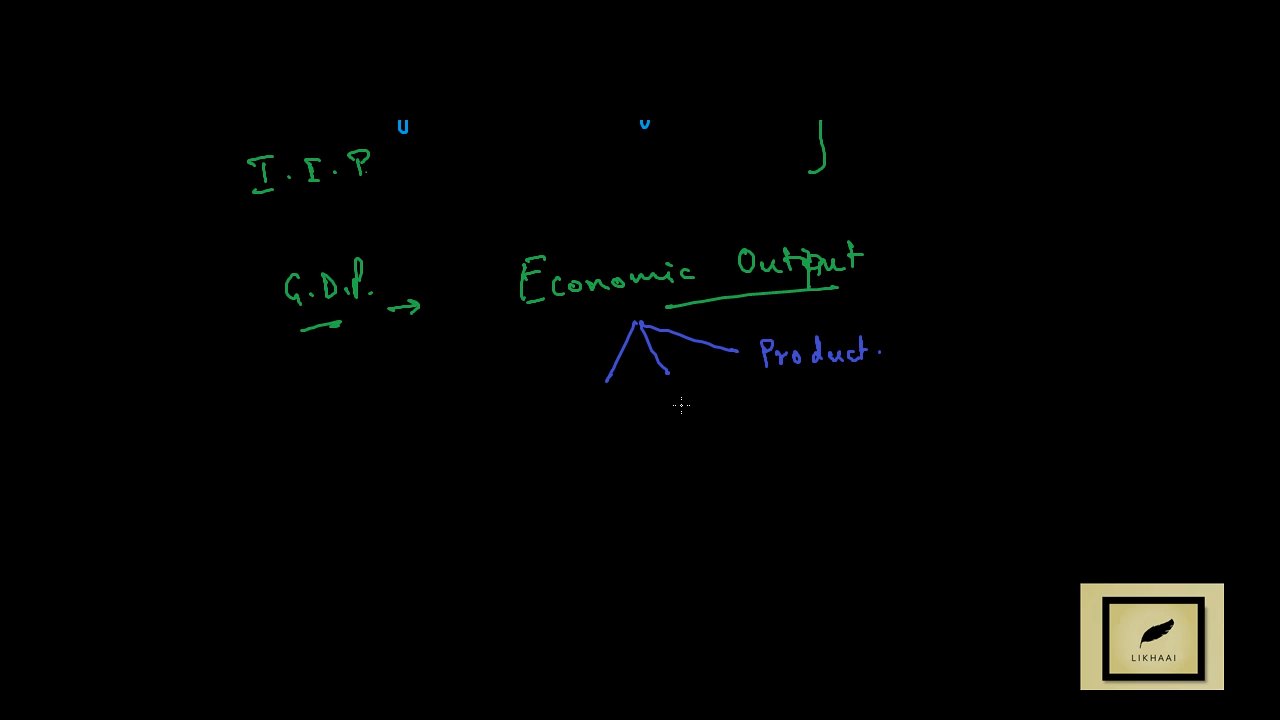 I.I.P.
G.D.P. → Economic Output
Product.
LIKHAAI